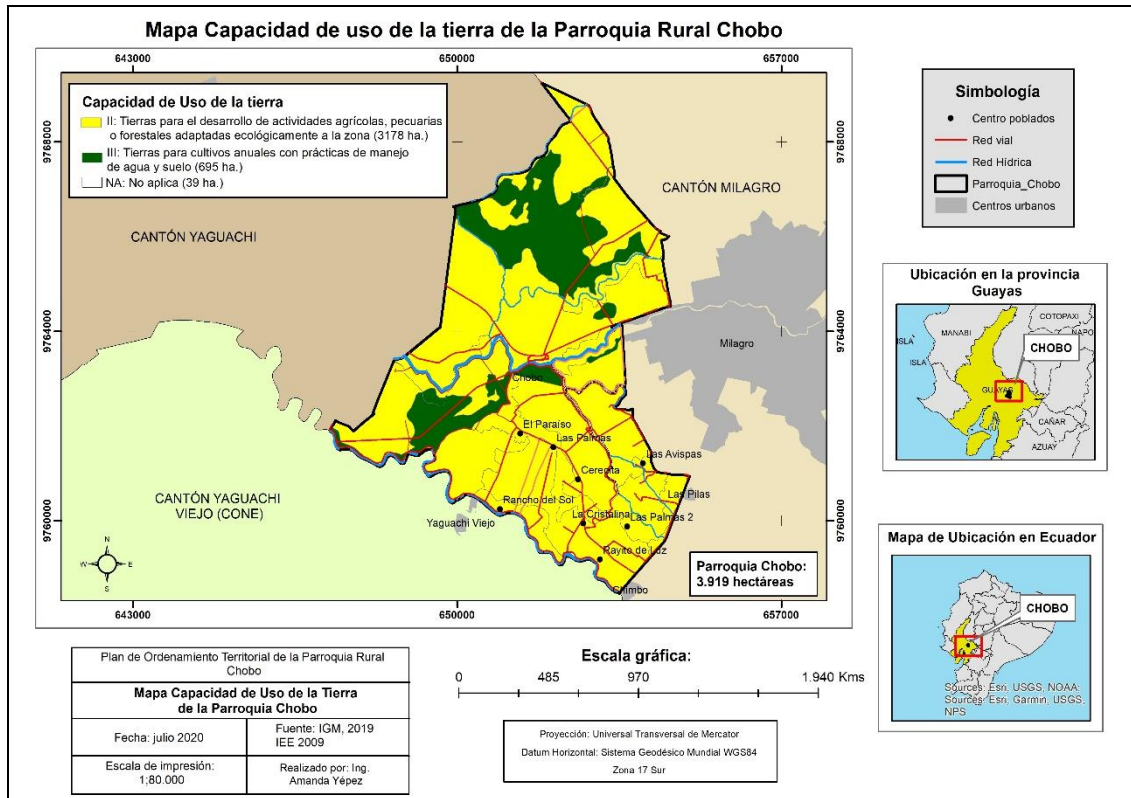 Mapa Capacidad de uso de la tierra de la Parroquia Rural Chobo
643000
650000
657000
9768000
9764000
9760000
Capacidad de Uso de la tierra
II: Tierras para el desarrollo de actividades agrícolas, pecuarias
o forestales adaptadas ecológicamente a la zona (3178 ha.)
III: Tierras para cultivos anuales con prácticas de manejo
de agua y suelo (695 ha.)
NA: No aplica (39 ha.)
CANTÓN MILAGRO
CANTÓN YAGUACHI
Milagro
Chobo
El Paraíso
Las Palmas
Las Avispas
Cerecita
Las Pilas
CANTÓN YAGUACHI
VIEJO (CONE)
Rancho del Sol
La Cristalina
Las Palmas 2
Yaguachi Viejo
Rayito de Luz
Chimbo
N
W
E
S
Parroquia Chobo:
3.919 hectáreas
9768000
9764000
9760000
643000
650000
657000
Simbología
Centro poblados
Red vial
Red Hídrica
Parroquia_Chobo
Centros urbanos
Ubicación en la provincia
Guayas
COTOPAXI
MANABI
NAPO
ISLA
ISLA
CHOBO
GUAYAS
CAÑAR
AZUAY
Mapa de Ubicación en Ecuador
CHOBO
Sources: Esri, USGS, NOAA;
Sources: Esri, Garmin, USGS,
NPS
Plan de Ordenamiento Territorial de la Parroquia Rural
Chobo
Mapa Capacidad de Uso de la Tierra
de la Parroquia Chobo
Fecha: julio 2020
Fuente: IGM, 2019
IEE 2009
Escala de impresión:
1;80.000
Realizado por: Ing.
Amanda Yépez
Escala gráfica:
0
485
970
1.940 Kms
Proyección: Universal Transversal de Mercator
Datum Horizontal: Sistema Geodésico Mundial WGS84
Zona 17 Sur